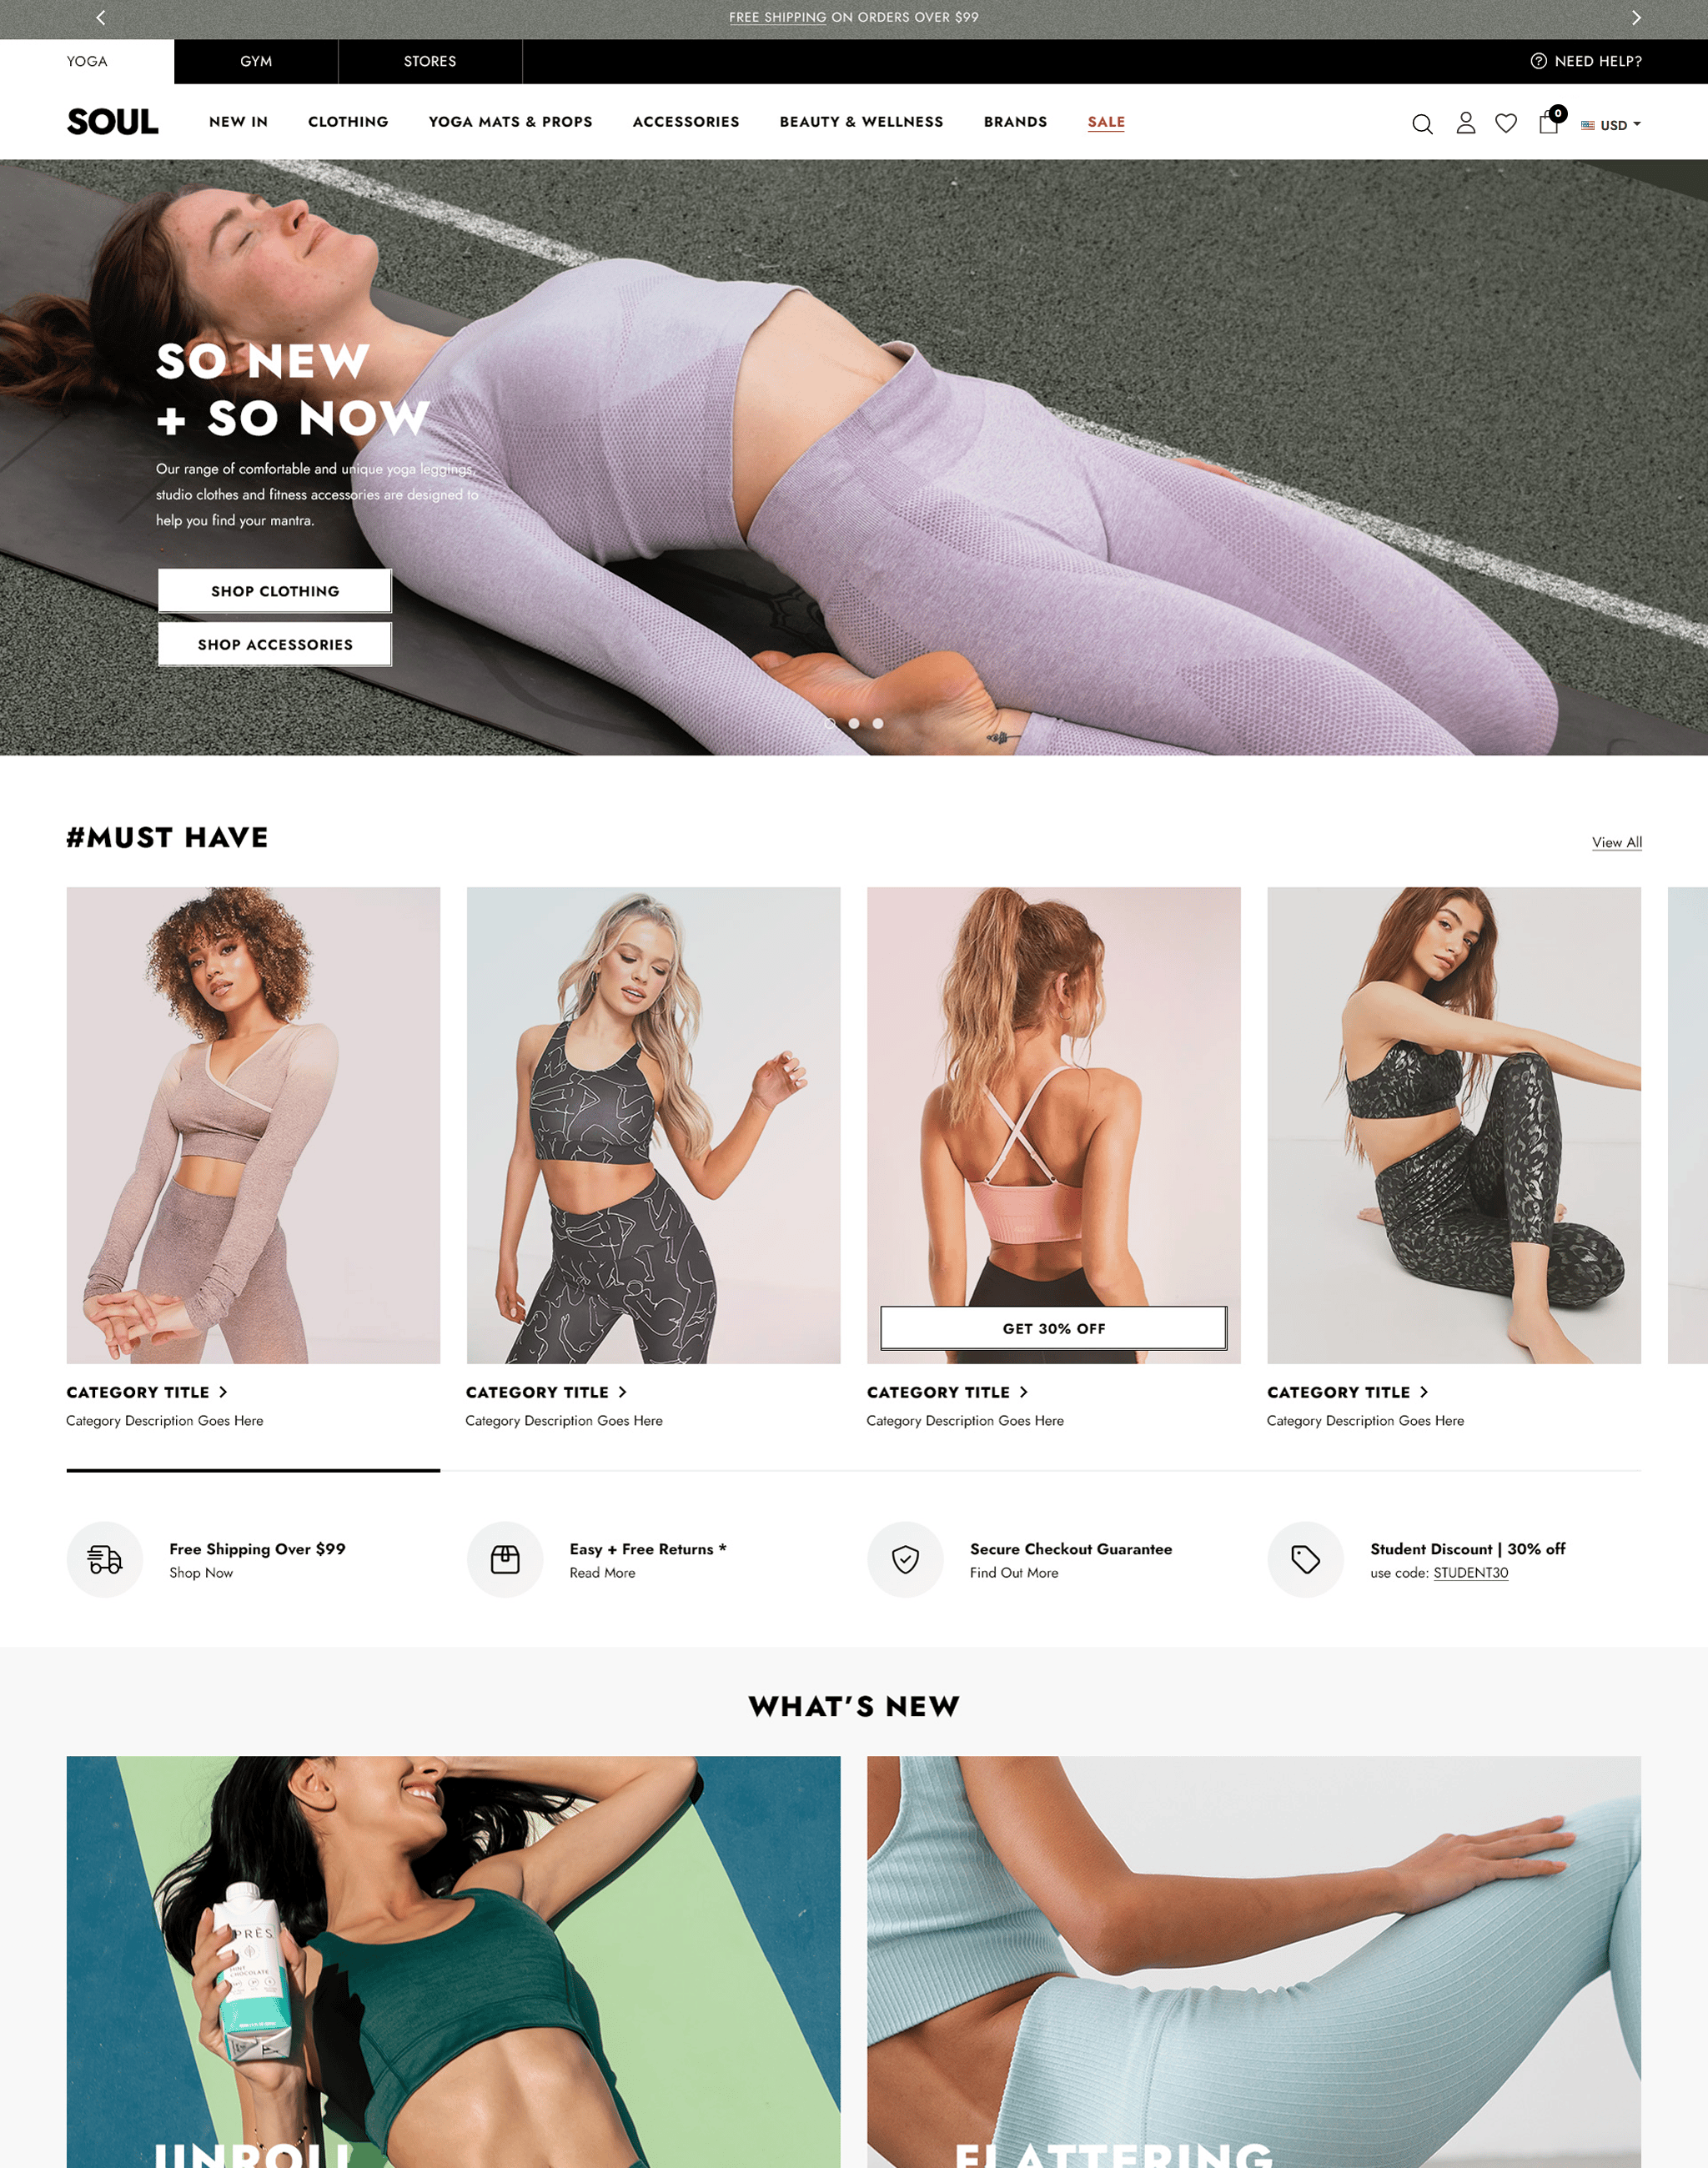 FREE SHIPPING ON ORDERS OVER $99
YOGA
GYM
STORES
NEED HELP?
SOUL
NEW IN
CLOTHING
YOGA MATS & PROPS
ACCESSORIES
BEAUTY & WELLNESS
BRANDS
SALE
0
USD
SO NEW
+ SO NOW
Our range of comfortable and unique yoga leggings,
studio clothes and fitness accessories are designed to
help you find your mantra.
SHOP CLOTHING
SHOP ACCESSORIES
#MUST HAVE
View All
GET 30% OFF
CATEGORY TITLE
Category Description Goes Here
CATEGORY TITLE
Category Description Goes Here
CATEGORY TITLE
Category Description Goes Here
CATEGORY TITLE
Category Description Goes Here
Free Shipping Over $99
Shop Now
Easy + Free Returns *
Read More
Secure Checkout Guarantee
Find Out More
Student Discount | 30% off
use code: STUDENT30
WHAT'S NEW
PRĒS
MINT
CHOCOLATE
UNROLL
FLATTERING